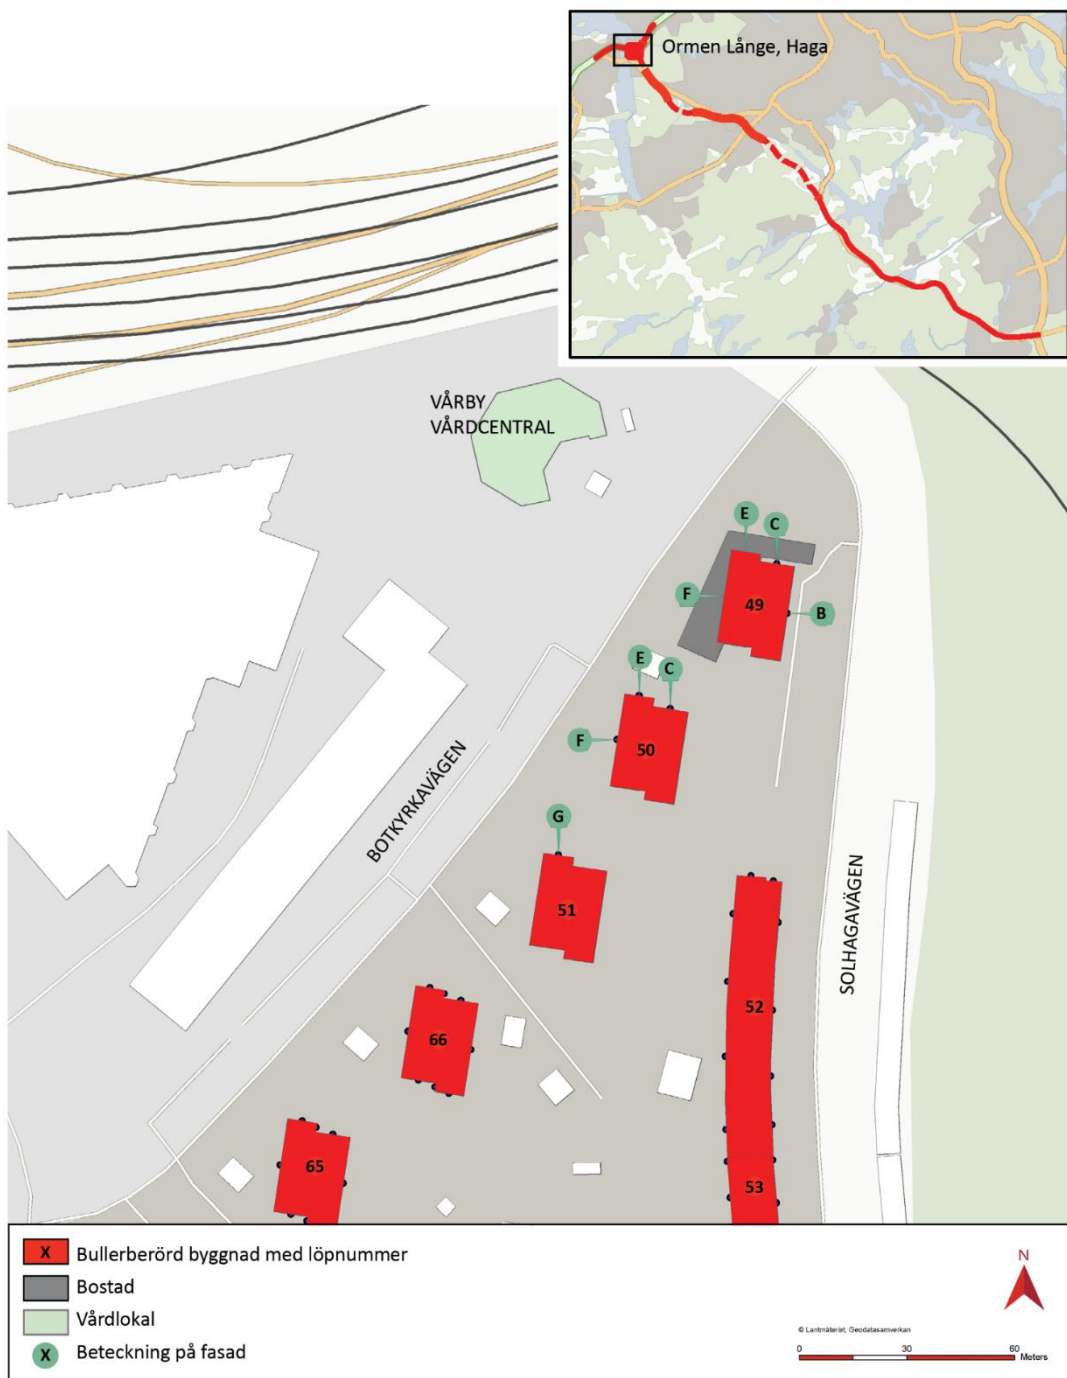 Ormen Långe, Haga
VÅRBY
VÅRDCENTRAL
E
C
F
49
B
E
C
F
50
BOTKYRKAVÄGEN
G
51
SOLHAGAVÄGEN
52
66
65
53
X Bullerberörd byggnad med löpnummer
Bostad
Vårdlokal
X Beteckning på fasad
N
© Lantmäteriet, Geodatasamverkan
0 30 60
Meters